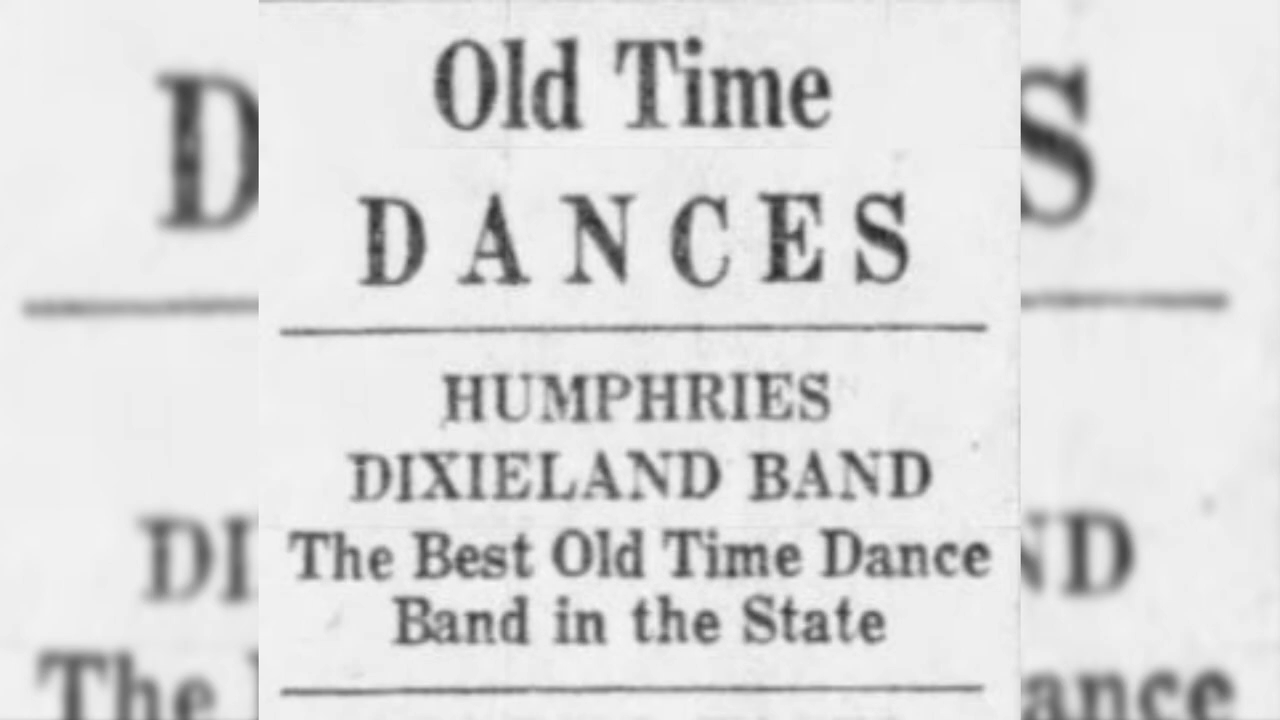 Old Time
DANCES
HUMPHRIES
DIXIELAND BAND
The Best Old Time Dance
Band in the State